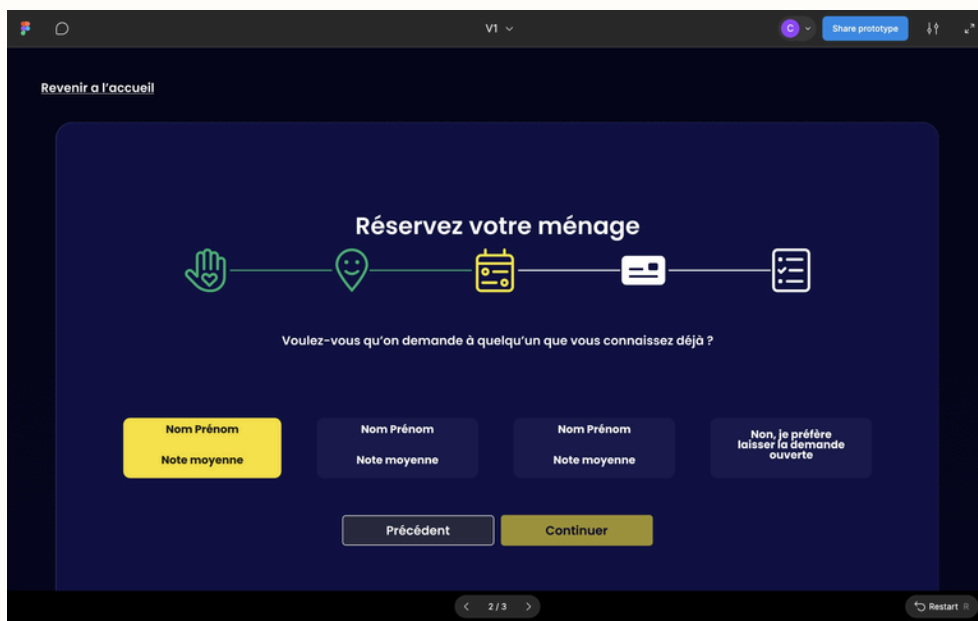 V1
C
Share prototype
Revenir a l'accueil
Réservez votre ménage
Voulez-vous qu'on demande à quelqu'un que vous connaissez déjà ?
Nom Prénom
Note moyenne
Nom Prénom
Note moyenne
Nom Prénom
Note moyenne
Non, je préfère
laisser la demande
ouverte
Précédent
Continuer
2 / 3
Restart R